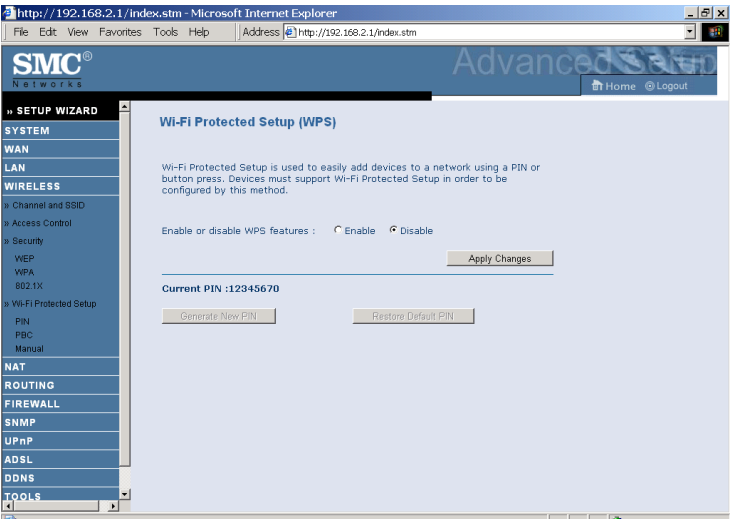 http://192.168.2.1/index.stm - Microsoft Internet Explorer
File Edit View Favorites Tools Help Address http://192.168.2.1/index.stm
SMC®
Networks
Advanced Setup
Home Logout
» SETUP WIZARD
SYSTEM
WAN
LAN
WIRELESS
» Channel and SSID
» Access Control
» Security
WEP
WPA
802.1X
» Wi-Fi Protected Setup
PIN
PBC
Manual
NAT
ROUTING
FIREWALL
SNMP
UPnP
ADSL
DDNS
TOOLS
Wi-Fi Protected Setup (WPS)
Wi-Fi Protected Setup is used to easily add devices to a network using a PIN or
button press. Devices must support Wi-Fi Protected Setup in order to be
configured by this method.
Enable or disable WPS features : Enable Disable
Apply Changes
Current PIN :12345670
Generate New PIN Restore Default PIN